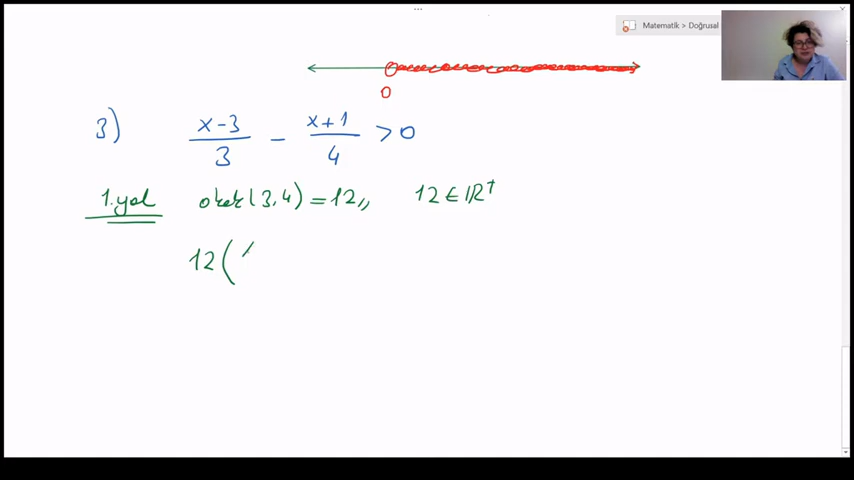 Matematik > Doğrusal
0
3) x-3/3 - x+1/4 > 0
1.yol okek(3,4) = 12,, 12 ∈ IR⁺
12(